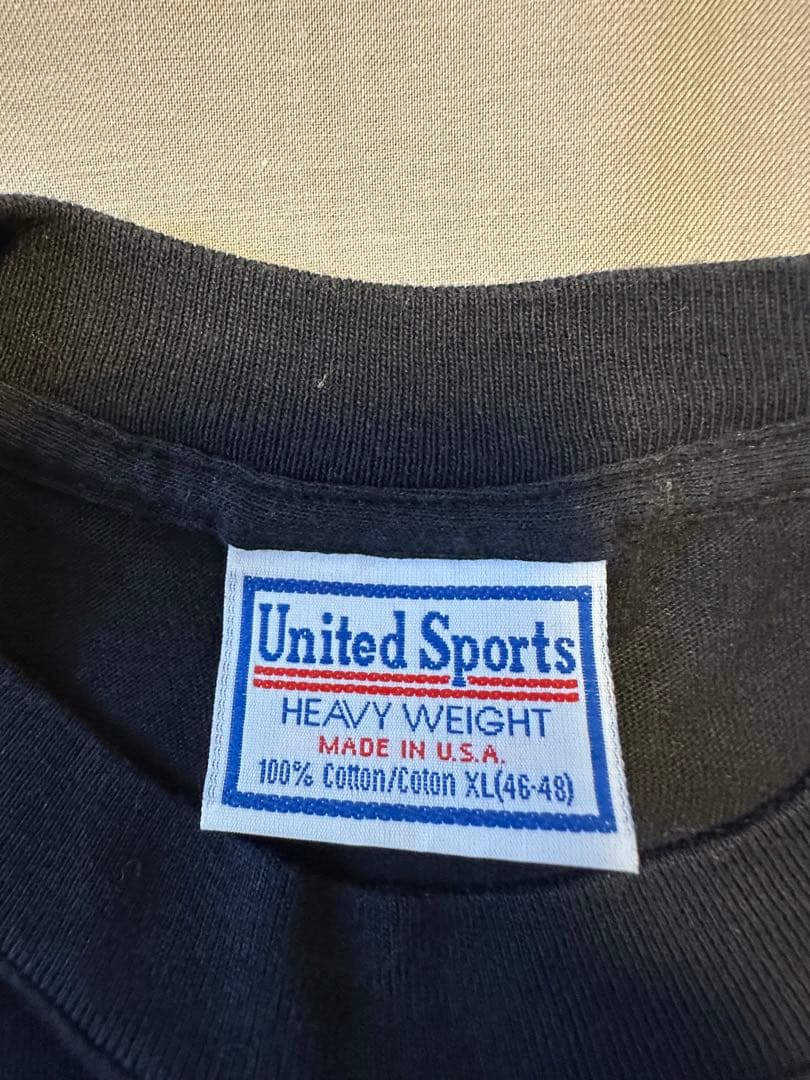 United Sports
HEAVY WEIGHT
MADE IN U.S.A.
100% Cotton/Coton XL(46-48)